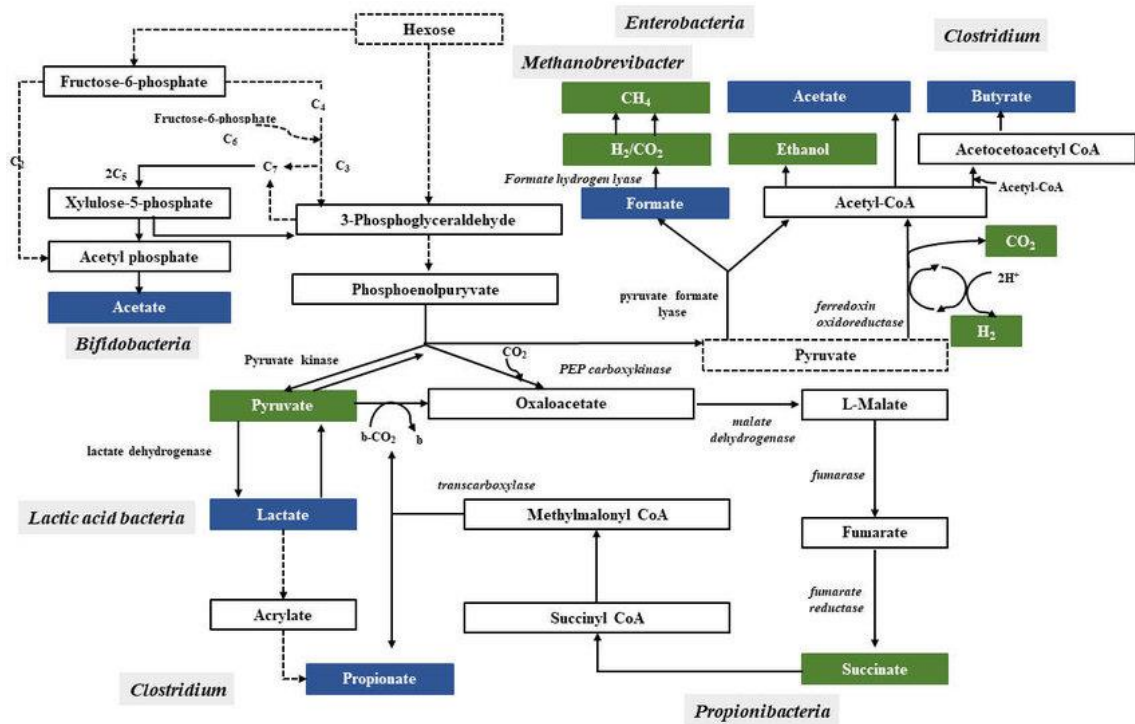 Enterobacteria
Hexose
Clostridium
Methanobrevibacter
Fructose-6-phosphate
CH₄
Acetate
Butyrate
C₄
Fructose-6-phosphate
C₆
C₂
H₂/CO₂
Ethanol
Acetocetoacetyl CoA
2C₅
C₇
C₃
Formate hydrogen lyase
Acetyl-CoA
Xylulose-5-phosphate
3-Phosphoglyceraldehyde
Formate
Acetyl-CoA
Acetyl phosphate
CO₂
Phosphoenolpuryvate
pyruvate formate
lyase
2H⁺
Acetate
ferredoxin
oxidoreductase
H₂
Bifidobacteria
Pyruvate kinase
CO₂
PEP carboxykinase
Pyruvate
Pyruvate
Oxaloacetate
L-Malate
b-CO₂
b
malate
dehydrogenase
lactate dehydrogenase
fumarase
transcarboxylase
Lactic acid bacteria
Lactate
Methylmalonyl CoA
Fumarate
fumarate
reductase
Acrylate
Succinyl CoA
Clostridium
Propionate
Succinate
Propionibacteria